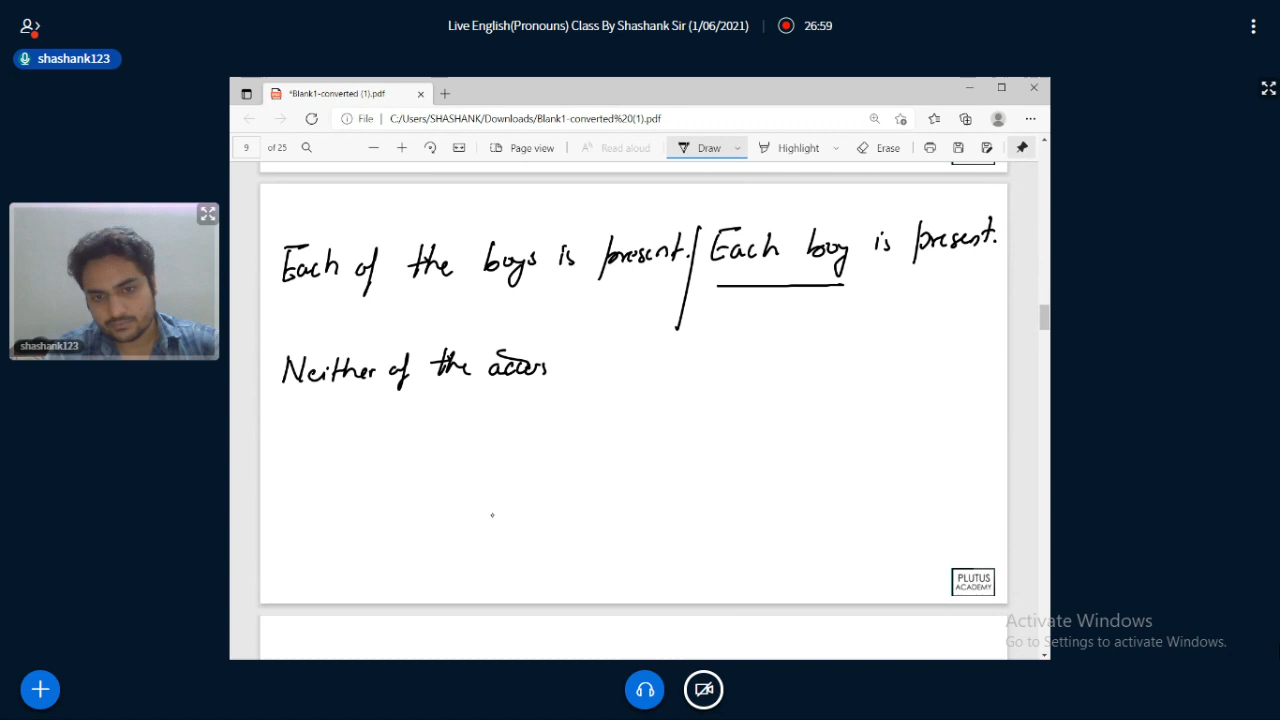 Live English(Pronouns) Class By Shashank Sir (1/06/2021)
26:59
shashank123
*Blank1-converted (1).pdf
File C:/Users/SHASHANK/Downloads/Blank1-converted%20(1).pdf
9 of 25 Page view Read aloud Draw Highlight Erase
Each of the boys is present. / Each boy is present.
shashank123
Neither of the
PLUTUS
ACADEMY
Activate Windows
Go to Settings to activate Windows.